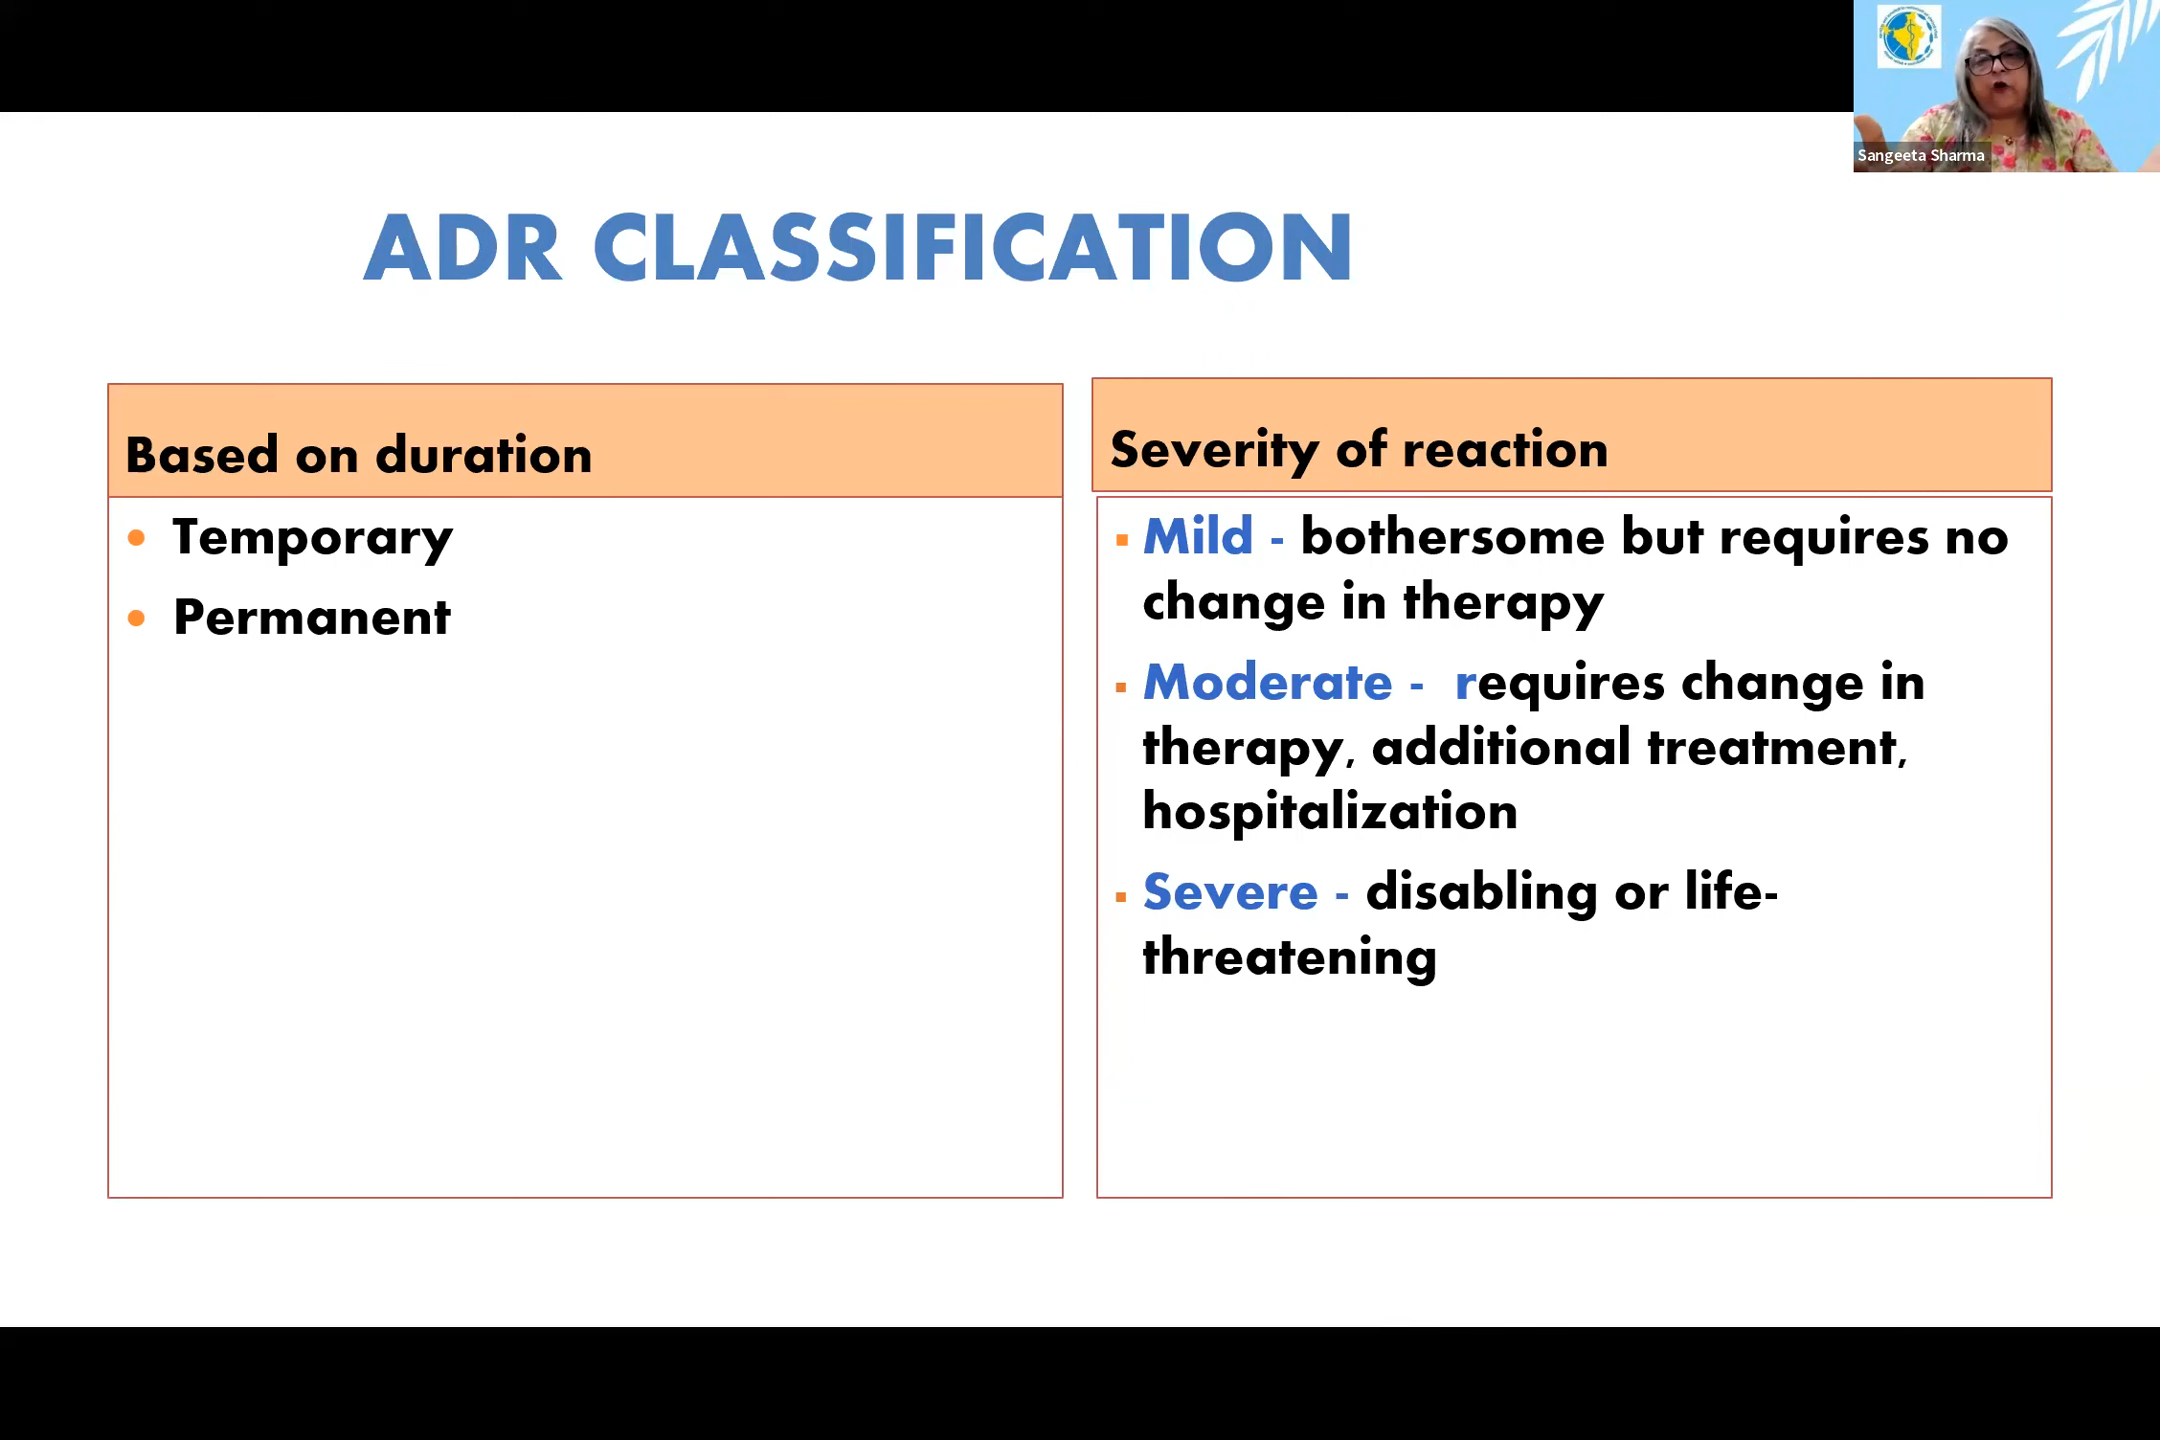 Sangeeta Sharma
ADR CLASSIFICATION
Based on duration
• Temporary
• Permanent
Severity of reaction
▪ Mild - bothersome but requires no
change in therapy
▪ Moderate - requires change in
therapy, additional treatment,
hospitalization
▪ Severe - disabling or life-
threatening